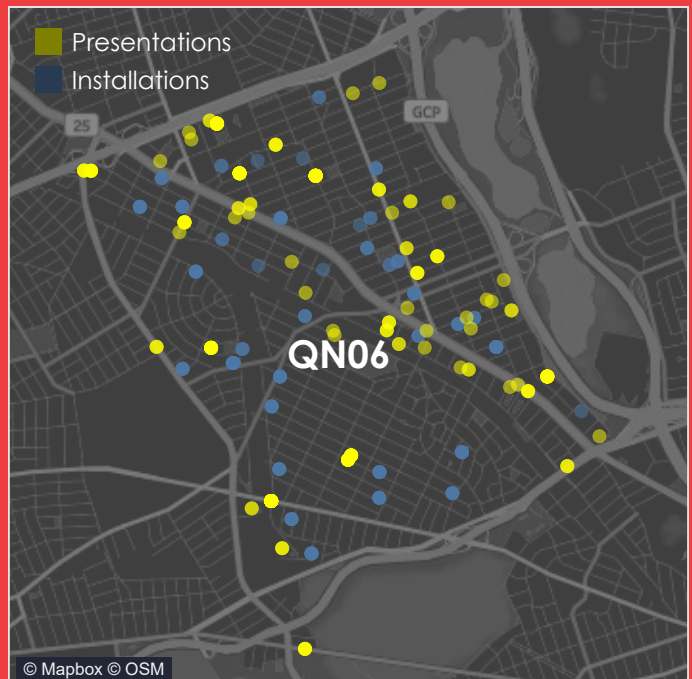 Presentations
Installations
25
GCP
QN06
© Mapbox © OSM